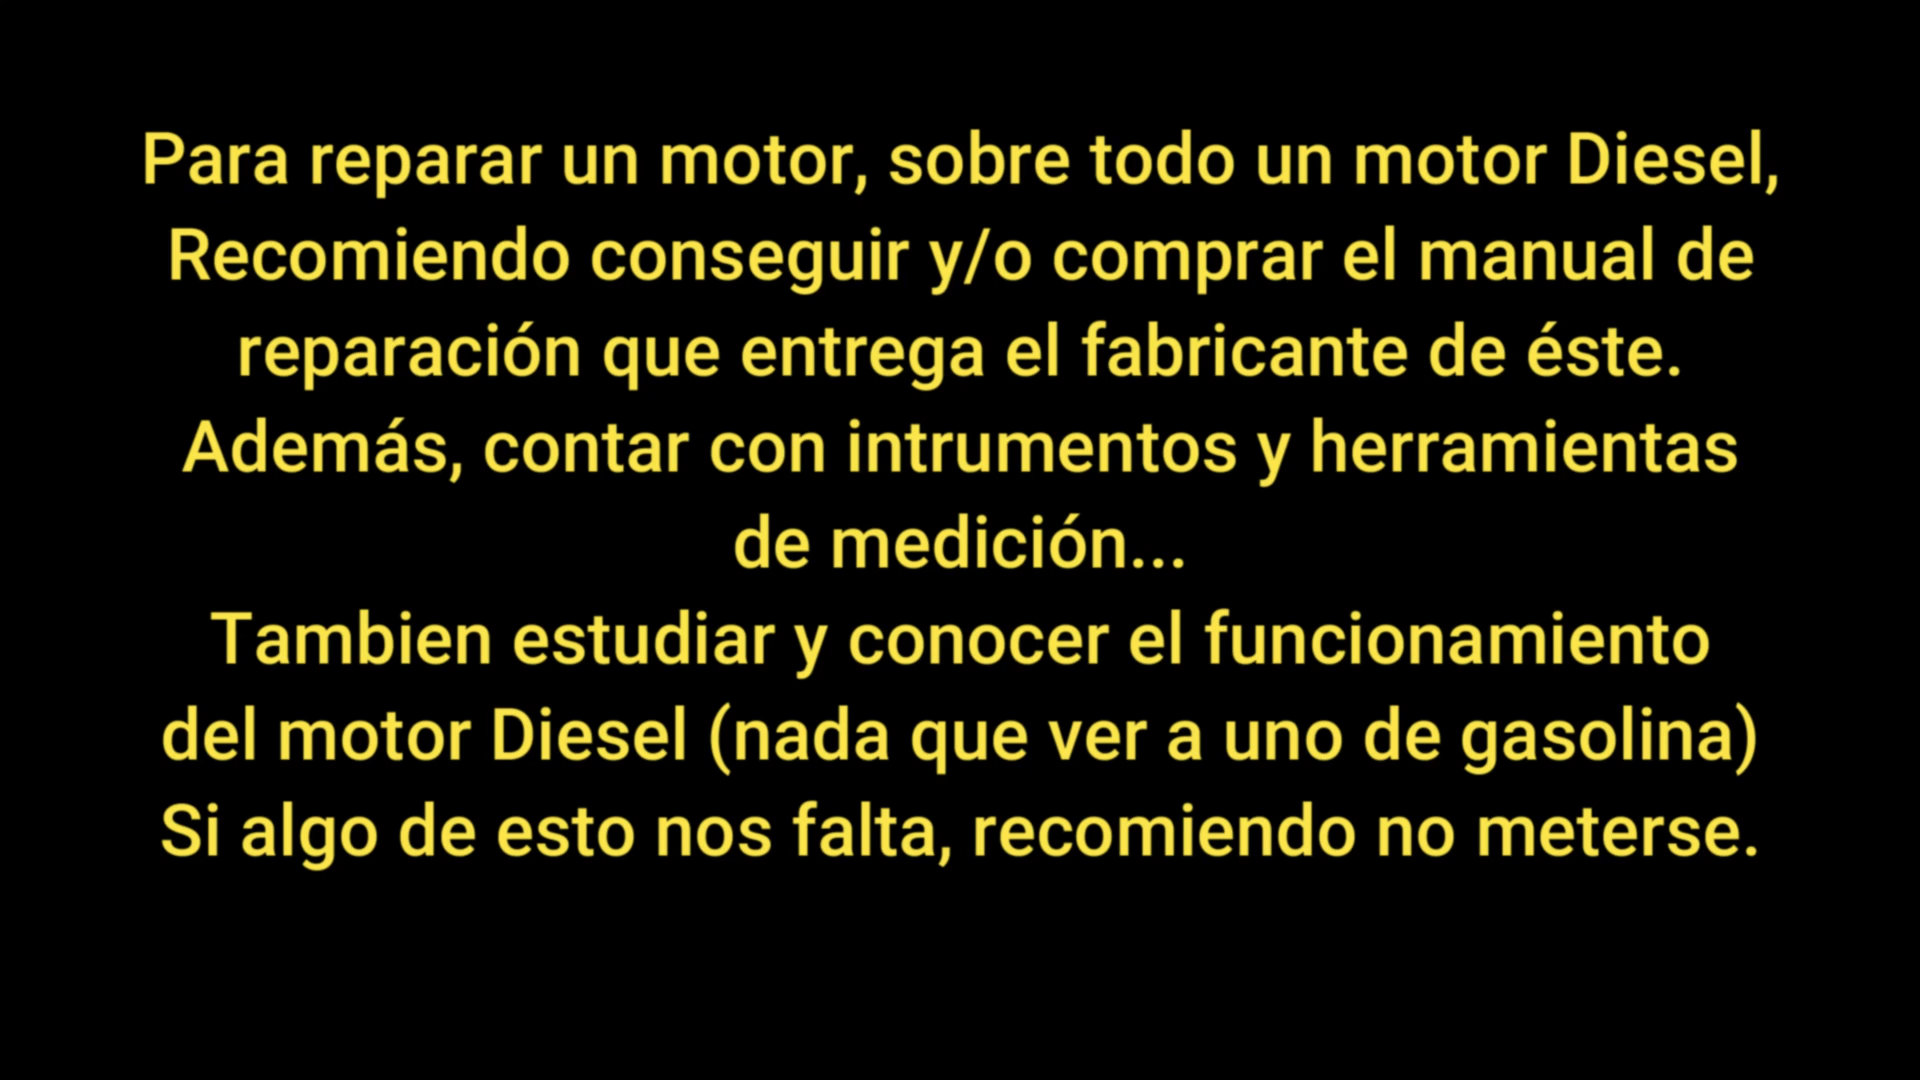 Para reparar un motor, sobre todo un motor Diesel,
Recomiendo conseguir y/o comprar el manual de
reparación que entrega el fabricante de éste.
Además, contar con intrumentos y herramientas
de medición...
Tambien estudiar y conocer el funcionamiento
del motor Diesel (nada que ver a uno de gasolina)
Si algo de esto nos falta, recomiendo no meterse.